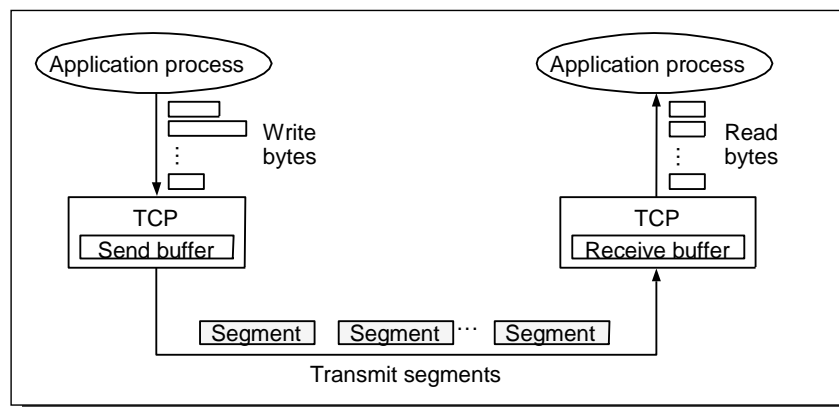 Application process
Application process
Write
bytes
Read
bytes
TCP
Send buffer
TCP
Receive buffer
Segment
Segment
...
Segment
Transmit segments